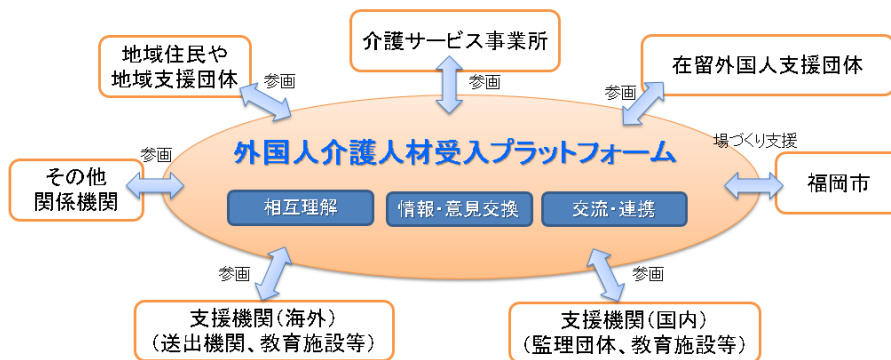 介護サービス事業所
地域住民や
地域支援団体
在留外国人支援団体
参画
参画
参画
場づくり支援
参画
外国人介護人材受入プラットフォーム
その他
関係機関
福岡市
相互理解
情報・意見交換
交流・連携
参画
参画
支援機関(海外)
(送出機関、教育施設等)
支援機関(国内)
(監理団体、教育施設等)